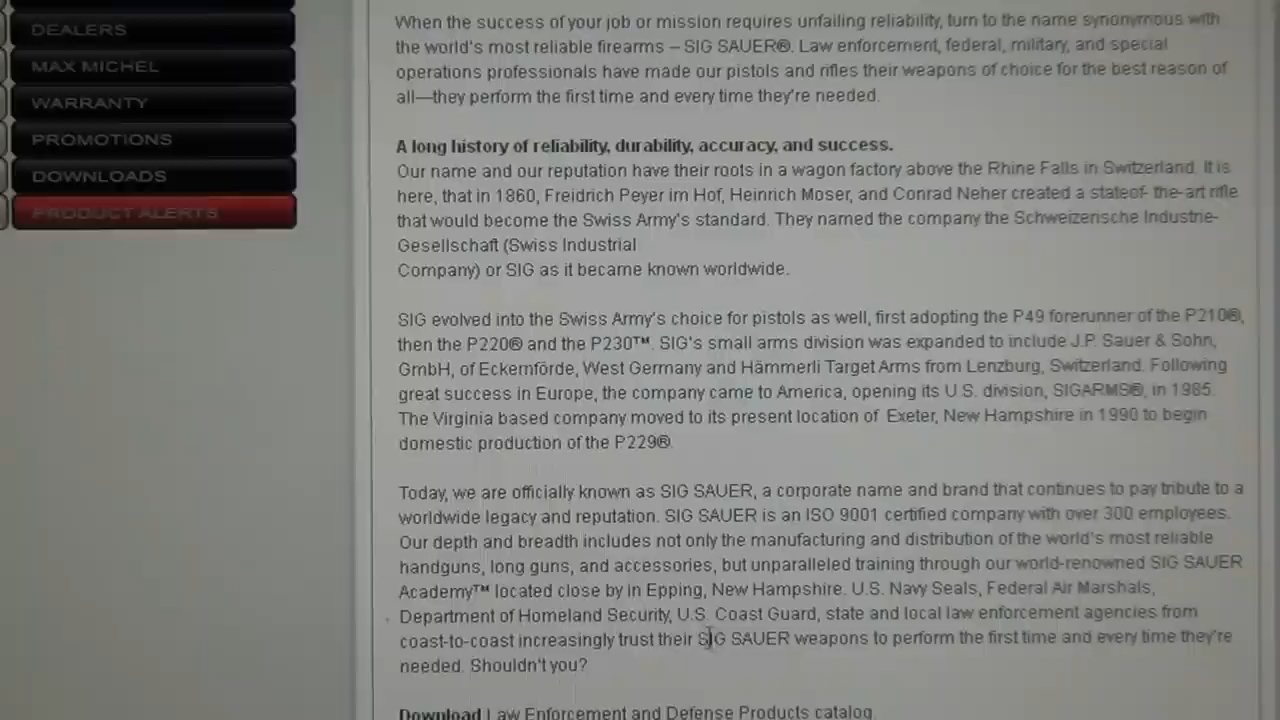 DEALERS
MAX MICHEL
WARRANTY
PROMOTIONS
DOWNLOADS
PRODUCT ALERTS
When the success of your job or mission requires unfailing reliability, turn to the name synonymous with
the world's most reliable firearms – SIG SAUER®. Law enforcement, federal, military, and special
operations professionals have made our pistols and rifles their weapons of choice for the best reason of
all—they perform the first time and every time they're needed.
A long history of reliability, durability, accuracy, and success.
Our name and our reputation have their roots in a wagon factory above the Rhine Falls in Switzerland. It is
here, that in 1860, Freidrich Peyer im Hof, Heinrich Moser, and Conrad Neher created a stateof- the-art rifle
that would become the Swiss Army's standard. They named the company the Schweizerische Industrie-
Gesellschaft (Swiss Industrial
Company) or SIG as it became known worldwide.
SIG evolved into the Swiss Army's choice for pistols as well, first adopting the P49 forerunner of the P210®,
then the P220® and the P230™. SIG's small arms division was expanded to include J.P. Sauer & Sohn,
GmbH, of Eckernförde, West Germany and Hämmerli Target Arms from Lenzburg, Switzerland. Following
great success in Europe, the company came to America, opening its U.S. division, SIGARMS®, in 1985.
The Virginia based company moved to its present location of Exeter, New Hampshire in 1990 to begin
domestic production of the P229®.
Today, we are officially known as SIG SAUER, a corporate name and brand that continues to pay tribute to a
worldwide legacy and reputation. SIG SAUER is an ISO 9001 certified company with over 300 employees.
Our depth and breadth includes not only the manufacturing and distribution of the world's most reliable
handguns, long guns, and accessories, but unparalleled training through our world-renowned SIG SAUER
Academy™ located close by in Epping, New Hampshire. U.S. Navy Seals, Federal Air Marshals,
Department of Homeland Security, U.S. Coast Guard, state and local law enforcement agencies from
coast-to-coast increasingly trust their SIG SAUER weapons to perform the first time and every time they're
needed. Shouldn't you?
Download Law Enforcement and Defense Products catalog